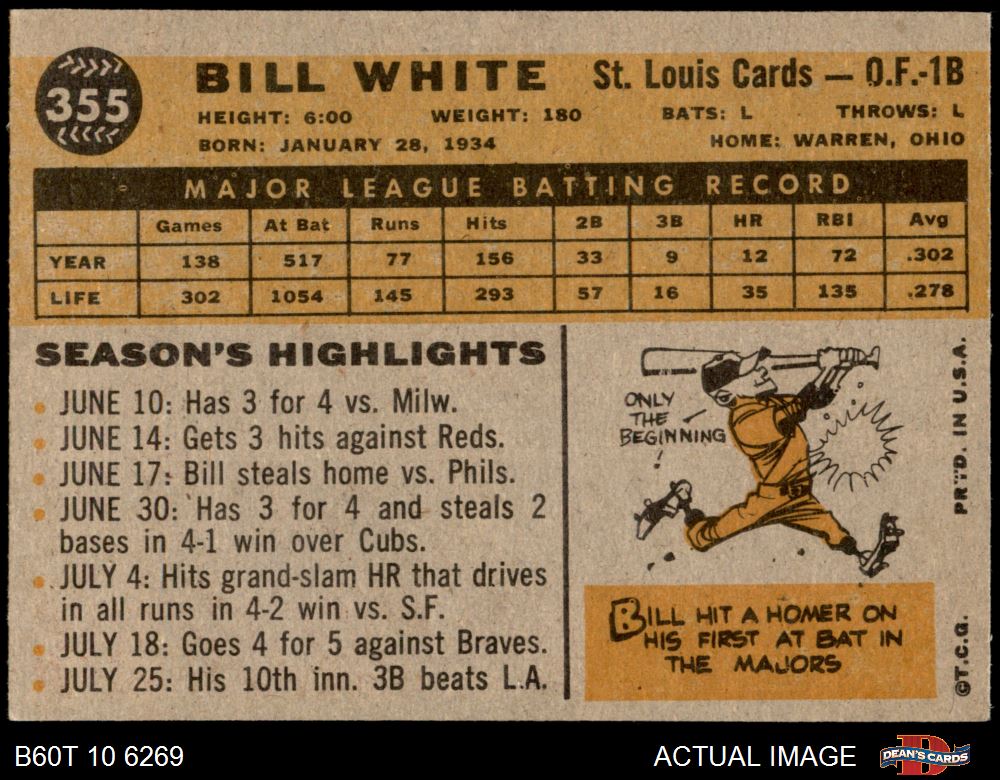 355
BILL WHITE St. Louis Cards — O.F.-1B
HEIGHT: 6:00 WEIGHT: 180 BATS: L THROWS: L
BORN: JANUARY 28, 1934 HOME: WARREN, OHIO
MAJOR LEAGUE BATTING RECORD
Games At Bat Runs Hits 2B 3B HR RBI Avg
YEAR 138 517 77 156 33 9 12 72 .302
LIFE 302 1054 145 293 57 16 35 135 .278
SEASON'S HIGHLIGHTS
• JUNE 10: Has 3 for 4 vs. Milw.
• JUNE 14: Gets 3 hits against Reds.
• JUNE 17: Bill steals home vs. Phils.
• JUNE 30: Has 3 for 4 and steals 2
bases in 4-1 win over Cubs.
• JULY 4: Hits grand-slam HR that drives
in all runs in 4-2 win vs. S.F.
• JULY 18: Goes 4 for 5 against Braves.
• JULY 25: His 10th inn. 3B beats L.A.
ONLY
THE
BEGINNING
!
BILL HIT A HOMER ON
HIS FIRST AT BAT IN
THE MAJORS
©T.C.G. PRTD. IN U.S.A.
B60T 10 6269 ACTUAL IMAGE DEAN'S CARDS